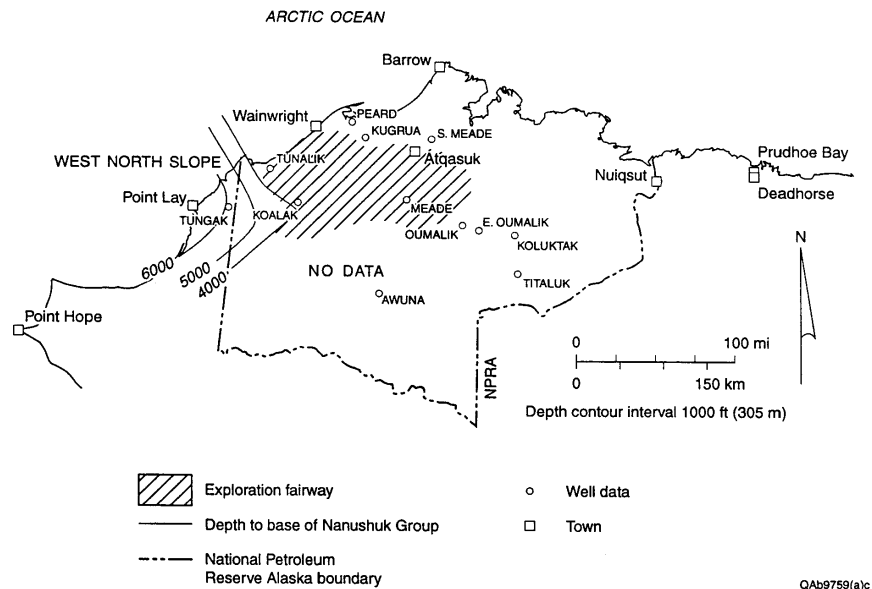 ARCTIC OCEAN
Barrow
Wainwright
PEARD
KUGRUA
S. MEADE
WEST NORTH SLOPE
TUNALIK
Atqasuk
Prudhoe Bay
Nuiqsut
Deadhorse
Point Lay
TUNGAK
KOALAK
MEADE
OUMALIK
E. OUMALIK
KOLUKTAK
N
6000
5000
4000
NO DATA
TITALUK
AWUNA
Point Hope
0 100 mi
0 150 km
NPRA
Depth contour interval 1000 ft (305 m)
Exploration fairway
Well data
Depth to base of Nanushuk Group
Town
National Petroleum
Reserve Alaska boundary
QAb9759(a)c